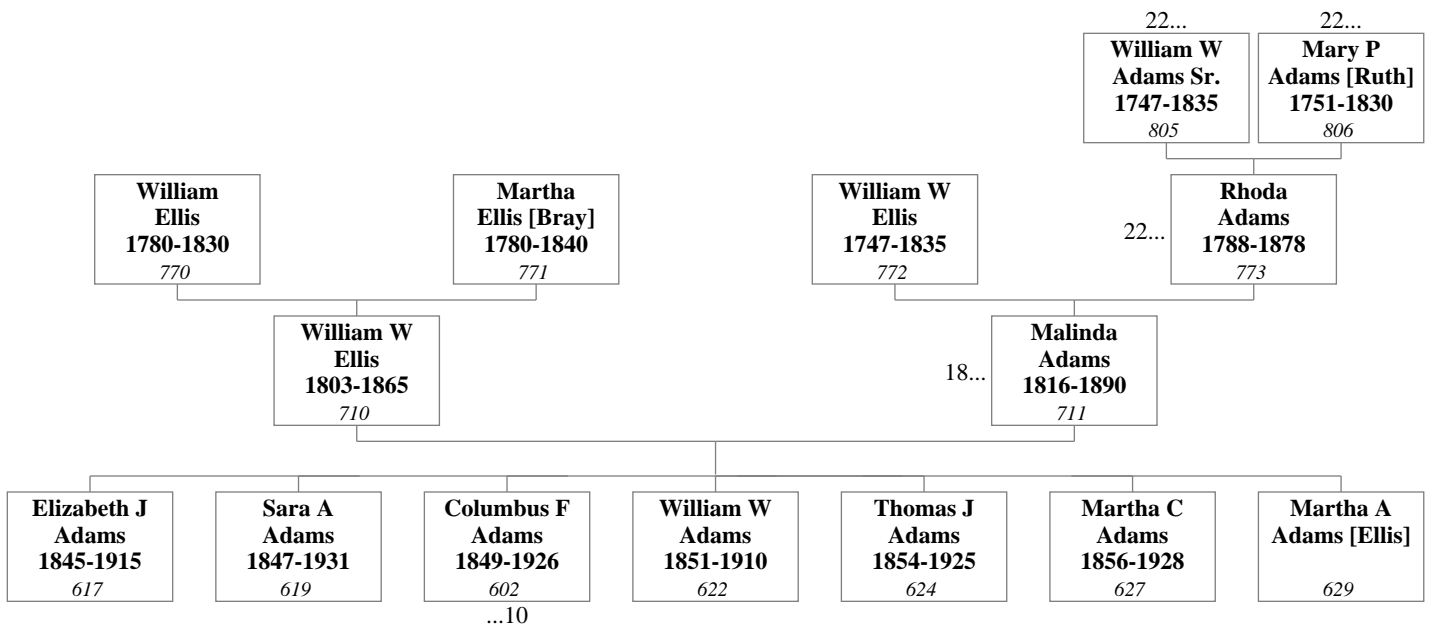 22...
22...
William W
Adams Sr.
1747-1835
805
Mary P
Adams [Ruth]
1751-1830
806
William
Ellis
1780-1830
770
Martha
Ellis [Bray]
1780-1840
771
William W
Ellis
1747-1835
772
22...
Rhoda
Adams
1788-1878
773
William W
Ellis
1803-1865
710
18...
Malinda
Adams
1816-1890
711
Elizabeth J
Adams
1845-1915
617
Sara A
Adams
1847-1931
619
Columbus F
Adams
1849-1926
602
...10
William W
Adams
1851-1910
622
Thomas J
Adams
1854-1925
624
Martha C
Adams
1856-1928
627
Martha A
Adams [Ellis]
629